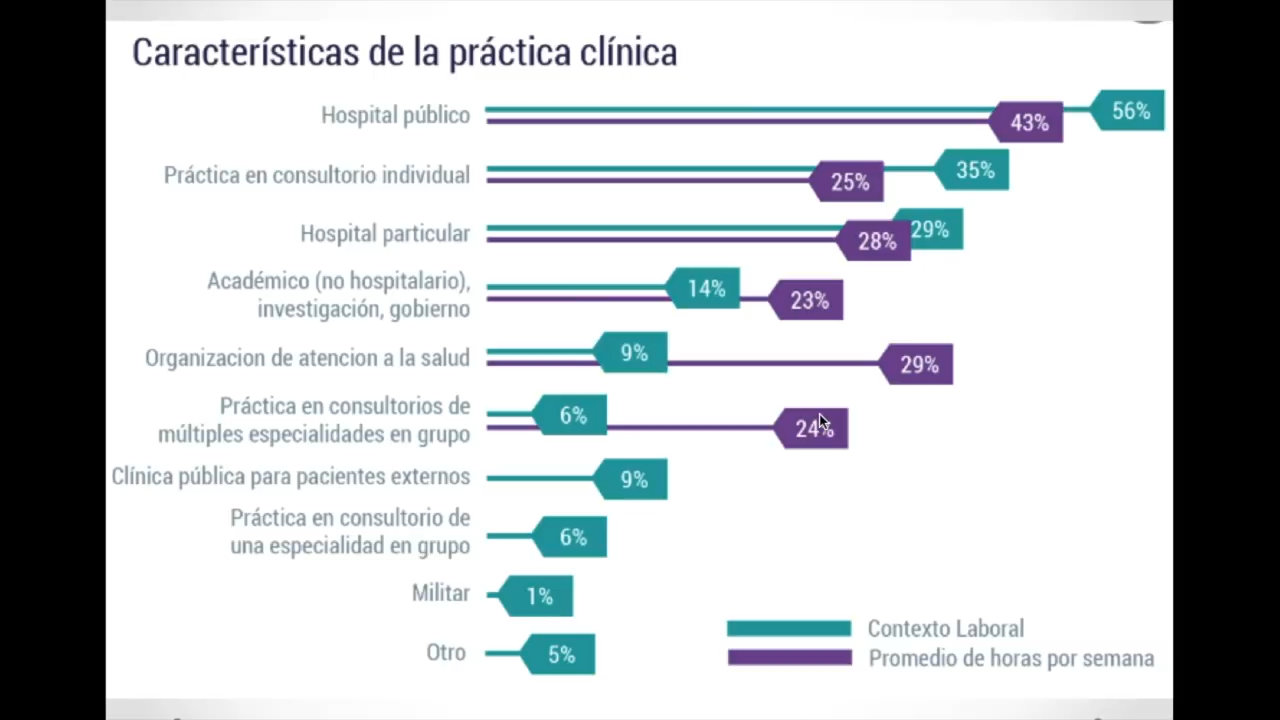 Características de la práctica clínica
Hospital público
56%
43%
Práctica en consultorio individual
35%
25%
Hospital particular
29%
28%
Académico (no hospitalario),
investigación, gobierno
14%
23%
Organizacion de atencion a la salud
9%
29%
Práctica en consultorios de
múltiples especialidades en grupo
6%
24%
Clínica pública para pacientes externos
9%
Práctica en consultorio de
una especialidad en grupo
6%
Militar
1%
Otro
5%
Contexto Laboral
Promedio de horas por semana